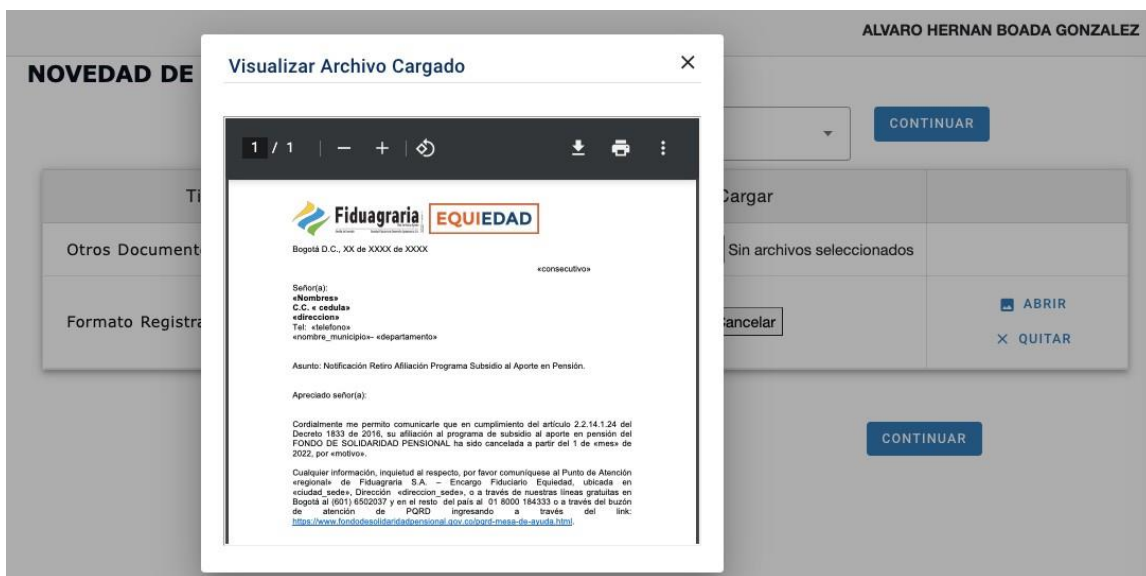 ALVARO HERNAN BOADA GONZALEZ
NOVEDAD DE
Visualizar Archivo Cargado
CONTINUAR
1 / 1
Ti
Cargar
Fiduagraria
EQUIEDAD
Otros Document
Sin archivos seleccionados
Bogotá D.C., XX de XXXX de XXXX
«consecutivo»
Señor(a):
«Nombres»
C.C. « cedula»
«direccion»
Tel: «telefono»
«nombre_municipio»– «departamento»
Formato Registra
Cancelar
ABRIR
QUITAR
Asunto: Notificación Retiro Afiliación Programa Subsidio al Aporte en Pensión.
Apreciado señor(a):
Cordialmente me permito comunicarle que en cumplimiento del artículo 2.2.14.1.24 del
Decreto 1833 de 2016, su afiliación al programa de subsidio al aporte en pensión del
FONDO DE SOLIDARIDAD PENSIONAL ha sido cancelada a partir del 1 de «mes» de
2022, por «motivo».
CONTINUAR
Cualquier información, inquietud al respecto, por favor comuníquese al Punto de Atención
«regional» de Fiduagraria S.A. – Encargo Fiduciario Equiedad, ubicada en
«ciudad_sede», Dirección «direccion_sede», o a través de nuestras líneas gratuitas en
Bogotá al (601) 6502037 y en el resto del país al 01 8000 184333 o a través del buzón
de atención de PQRD ingresando a través del link:
https://www.fondodesolidaridadpensional.gov.co/pqrd-mesa-de-ayuda.html.